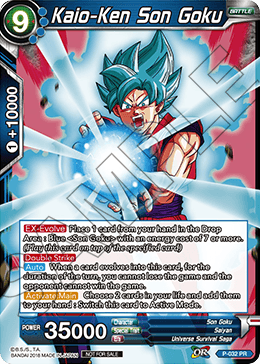 9
Kaio-Ken Son Goku
BATTLE
+10000
EX-Evolve Place 1 card from your hand in the Drop
Area : Blue <Son Goku> with an energy cost of 7 or more.
(Play this card on top of the specified card)
Double Strike
Auto When a card evolves into this card, for the
duration of the turn, you cannot lose the game and the
opponent cannot win the game.
Activate:Main Choose 2 cards in your life and add them
to your hand : Switch this card to Active Mode.
POWER 35000
Character Son Goku
Special Trait Saiyan
Era Universe Survival Saga
©B.S./S., T.A.
BANDAI 2018 MADE IN JAPAN
NOT FOR SALE
P-032 PR